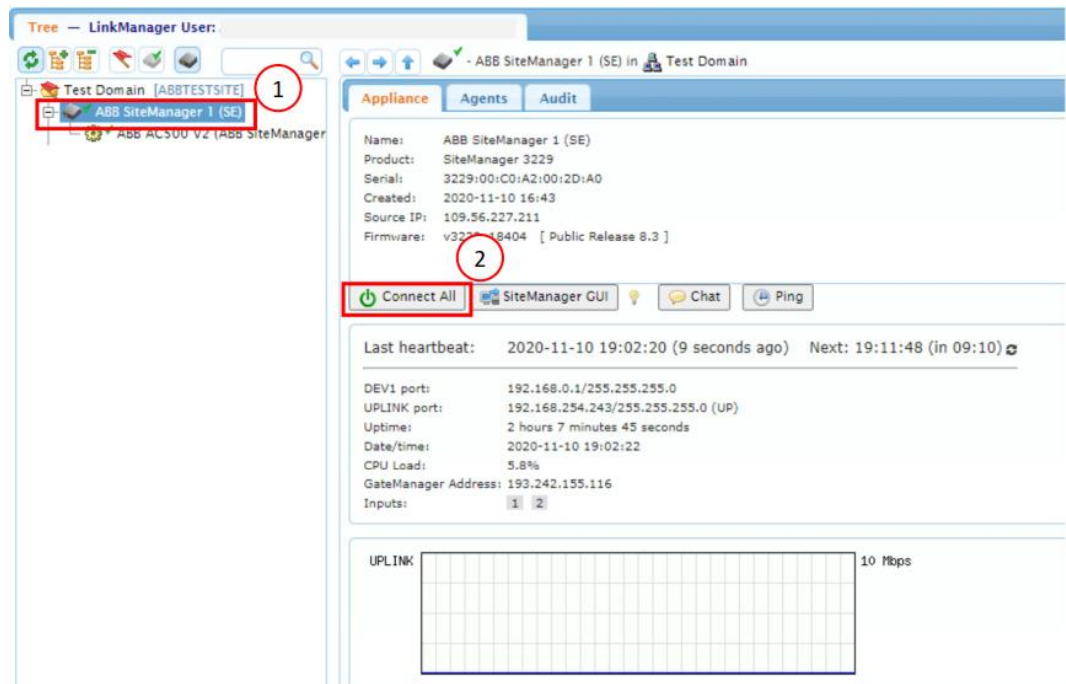 Tree — LinkManager User:
Test Domain [ABBTESTSITE]
1
ABB SiteManager 1 (SE)
ABB AC500 V2 (ABB SiteManager
- ABB SiteManager 1 (SE) in Test Domain
Appliance Agents Audit
Name: ABB SiteManager 1 (SE)
Product: SiteManager 3229
Serial: 3229:00:C0:A2:00:2D:A0
Created: 2020-11-10 16:43
Source IP: 109.56.227.211
Firmware: 18404 [ Public Release 8.3 ]
2
Connect All SiteManager GUI Chat Ping
Last heartbeat: 2020-11-10 19:02:20 (9 seconds ago) Next: 19:11:48 (in 09:10)
DEV1 port: 192.168.0.1/255.255.255.0
UPLINK port: 192.168.254.243/255.255.255.0 (UP)
Uptime: 2 hours 7 minutes 45 seconds
Date/time: 2020-11-10 19:02:22
CPU Load: 5.8%
GateManager Address: 193.242.155.116
Inputs: 1 2
UPLINK 10 Mbps